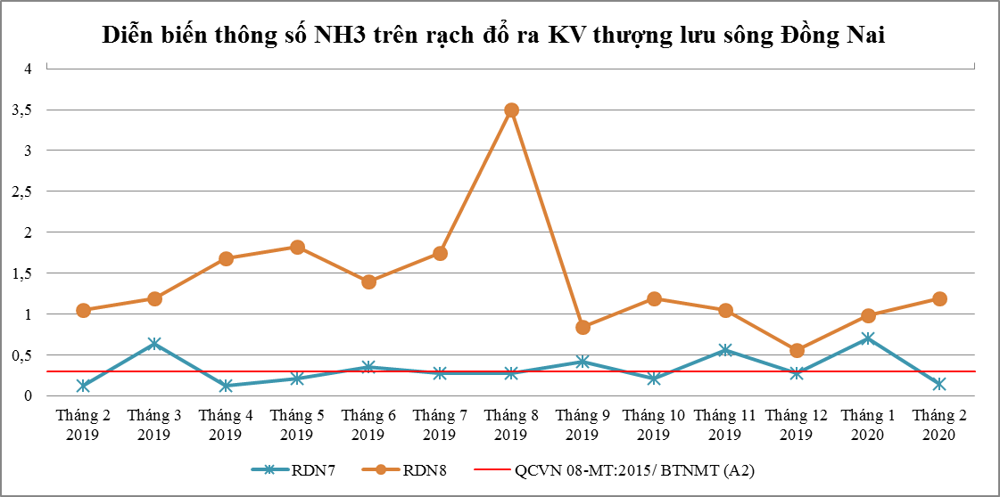 Diễn biến thông số NH3 trên rạch đổ ra KV thượng lưu sông Đồng Nai
4
3,5
3
2,5
2
1,5
1
0,5
0
Tháng 2 2019
Tháng 3 2019
Tháng 4 2019
Tháng 5 2019
Tháng 6 2019
Tháng 7 2019
Tháng 8 2019
Tháng 9 2019
Tháng 10 2019
Tháng 11 2019
Tháng 12 2019
Tháng 1 2020
Tháng 2 2020
RDN7
RDN8
QCVN 08-MT:2015/ BTNMT (A2)